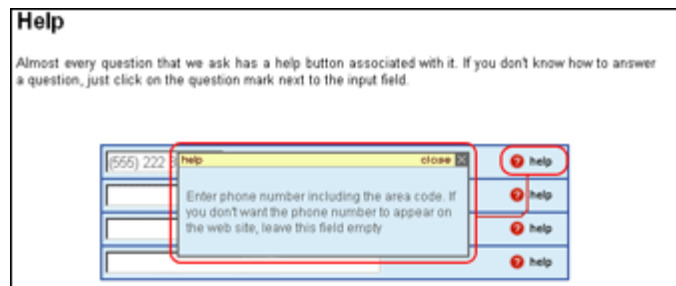 Help
Almost every question that we ask has a help button associated with it. If you don't know how to answer
a question, just click on the question mark next to the input field.
(555) 222
help close
help
Enter phone number including the area code. If
you don't want the phone number to appear on
the web site, leave this field empty
help
help
help